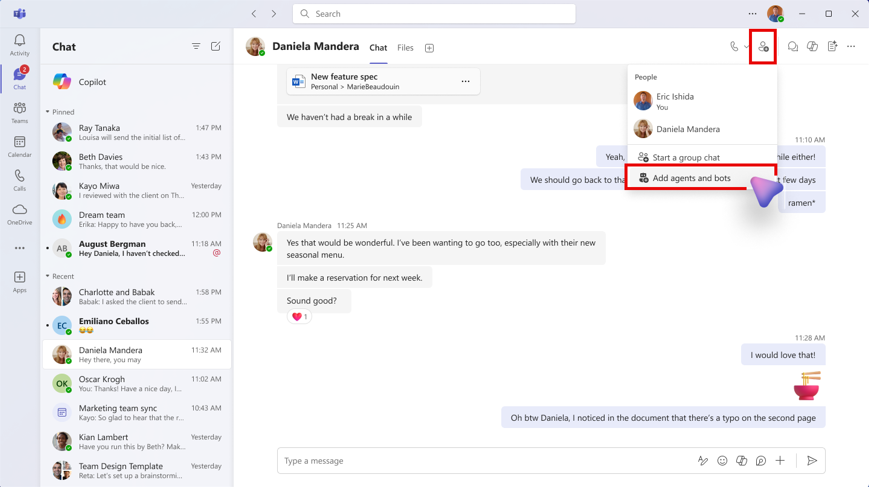 Search
Activity
2
Chat
Teams
Calendar
Calls
OneDrive
Apps
Chat
Copilot
Pinned
Ray Tanaka 1:47 PM
Louisa will send the initial list of...
Beth Davies 1:43 PM
Thanks, that would be nice.
Kayo Miwa Yesterday
I reviewed with the client on Th...
Dream team 12:00 PM
Erika: Happy to have you back,...
AB
August Bergman 11:18 AM
Hey Daniela, I haven't checked... @
Recent
Charlotte and Babak 1:58 PM
Babak: I asked the client to send...
EC
Emiliano Ceballos 1:55 PM
Daniela Mandera 11:32 AM
Hey there, you may
OK
Oscar Krogh 11:02 AM
You: Thanks! Have a nice day, I...
Marketing team sync 10:43 AM
Kayo: So glad to hear that the r...
Kian Lambert Yesterday
Have you run this by Beth? Mak...
Team Design Template Yesterday
Reta: Let's set up a brainstormi...
Daniela Mandera Chat Files
New feature spec
Personal > MarieBeaudouin
We haven't had a break in a while
People
Eric Ishida
You
Daniela Mandera
Start a group chat
Add agents and bots
11:10 AM
Yeah, hile either!
We should go back to tha t few days
ramen*
Daniela Mandera 11:25 AM
Yes that would be wonderful. I've been wanting to go too, especially with their new
seasonal menu.
I'll make a reservation for next week.
Sound good?
1
11:28 AM
I would love that!
Oh btw Daniela, I noticed in the document that there's a typo on the second page
Type a message